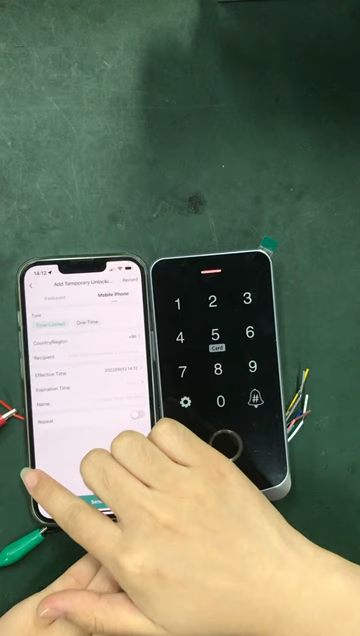 14:12
Add Temporary Unlocki...
Record
Password
Mobile Phone
Type
Time-Limited
One-Time
Country/Region
+86
Recipient
Effective Time
Expiration Time
Name
Repeat
1 2 3
4 5 6
Card
7 8 9
0 #